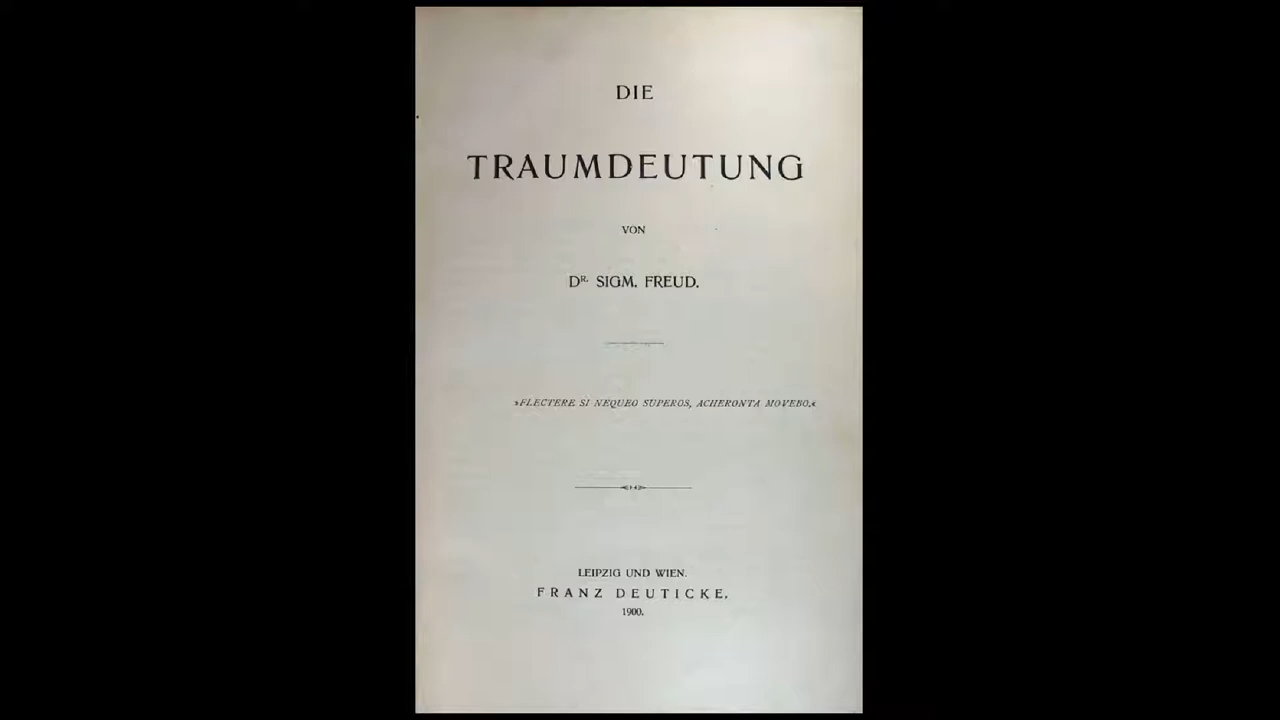 DIE
TRAUMDEUTUNG
VON
DR. SIGM. FREUD.
»FLECTERE SI NEQUEO SUPEROS, ACHERONTA MOVEBO.«
LEIPZIG UND WIEN.
FRANZ DEUTICKE.
1900.